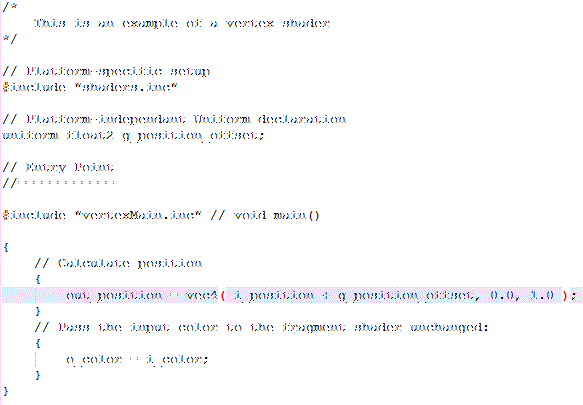 /*
    This is an example of a vertex shader
*/
// Platform-specific setup
#include "shaders.inc"
// Platform-independant Uniform declaration
uniform float2 g_position_offset;
// Entry Point
//============
#include "vertexMain.inc" // void main()
{
    // Calculate position
    {
        out_position = vec4( i_position + g_position_offset, 0.0, 1.0 );
    }
    // Pass the input color to the fragment shader unchanged:
    {
        o_color = i_color;
    }
}